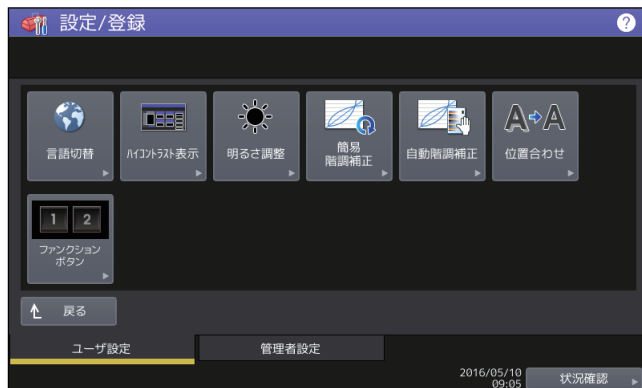 設定/登録
?
言語切替
ハイコントラスト表示
明るさ調整
簡易
階調補正
自動階調補正
A A
位置合わせ
1 2
ファンクション
ボタン
戻る
ユーザ設定
管理者設定
2016/05/10
09:05
状況確認